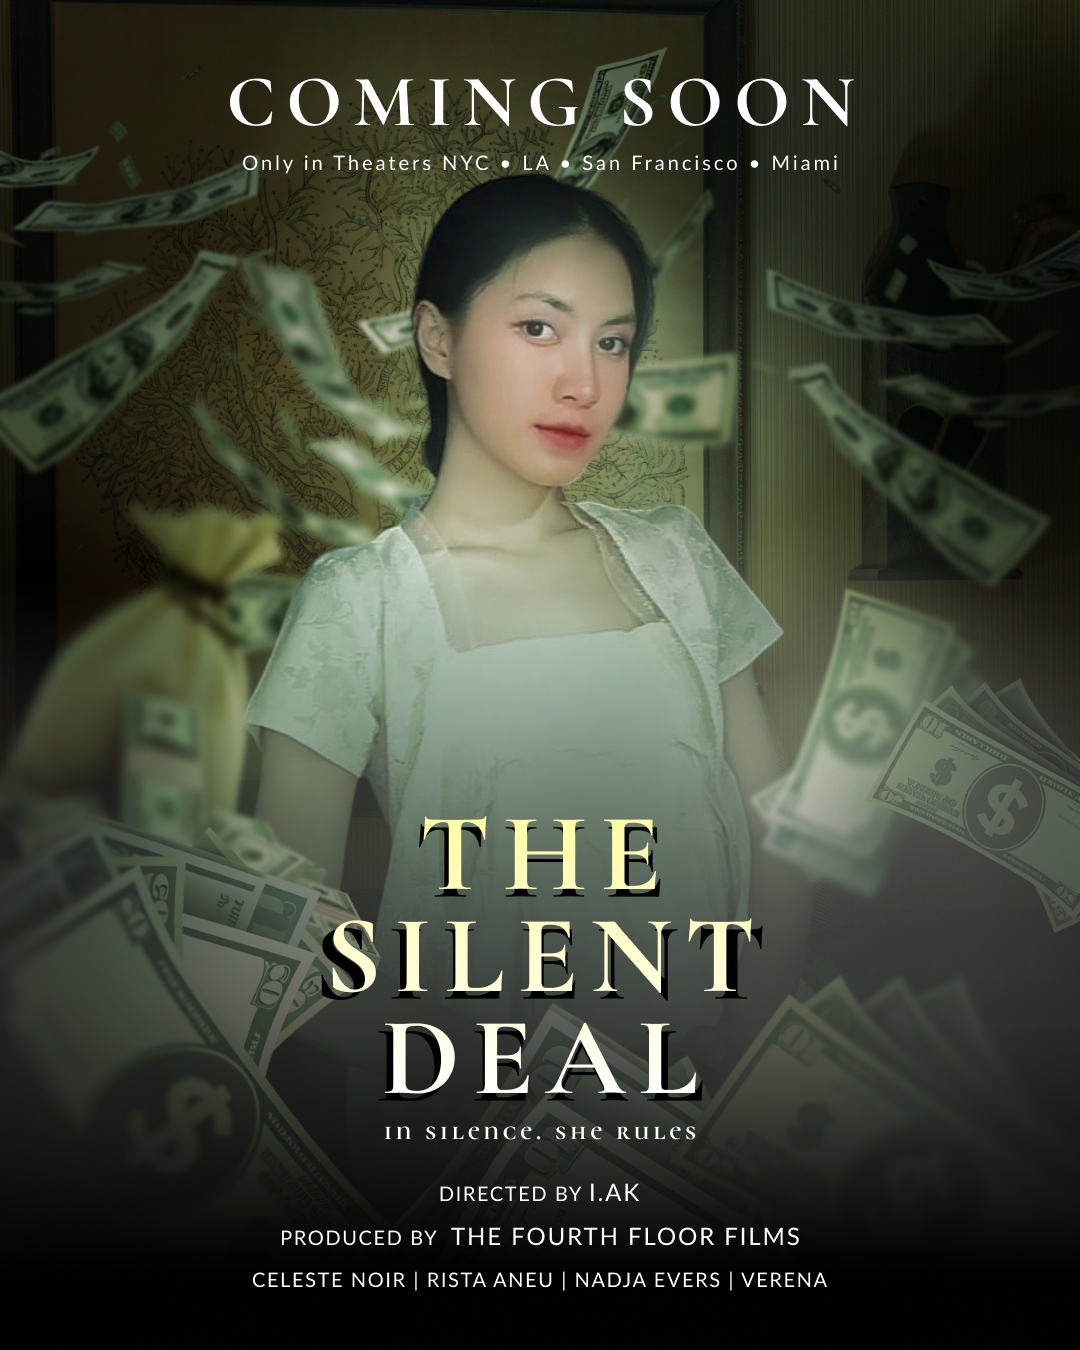 COMING SOON
Only in Theaters NYC • LA • San Francisco • Miami
THE
SILENT
DEAL
In silence. She Rules
DIRECTED BY I.AK
PRODUCED BY THE FOURTH FLOOR FILMS
CELESTE NOIR | RISTA ANEU | NADJA EVERS | VERENA